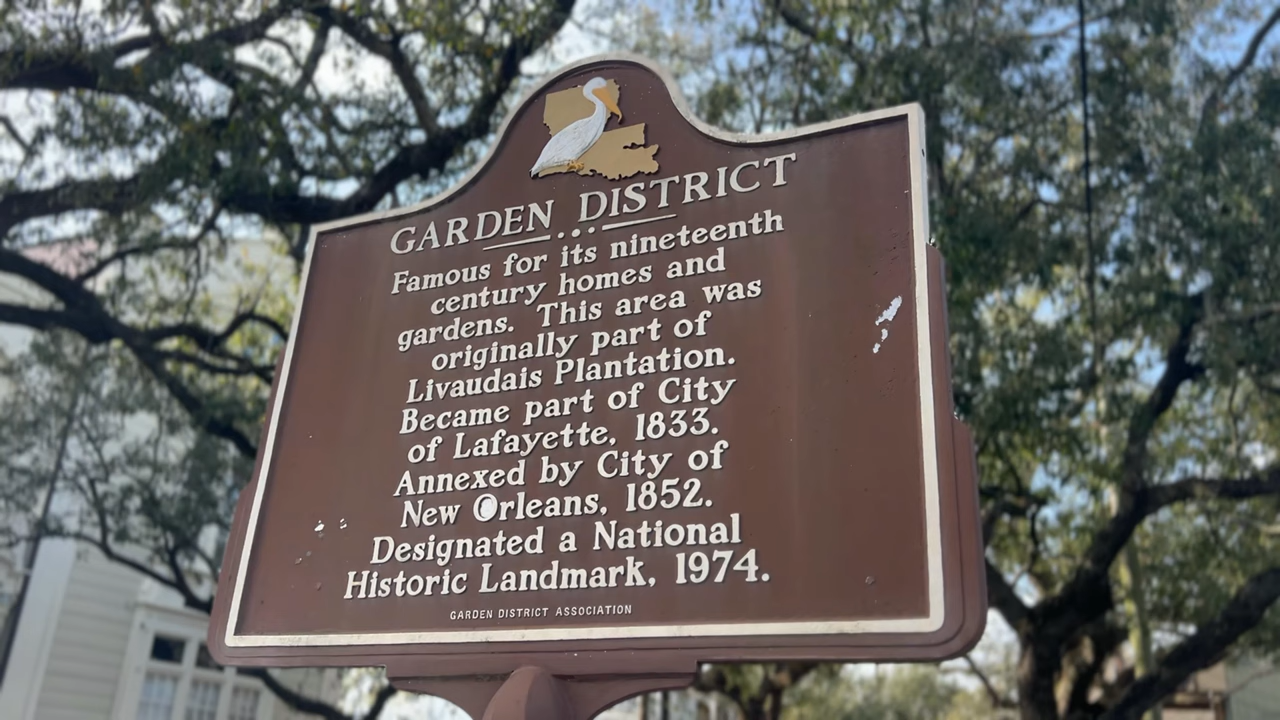 GARDEN DISTRICT
Famous for its nineteenth
century homes and
gardens. This area was
originally part of
Livaudais Plantation.
Became part of City
of Lafayette, 1833.
Annexed by City of
New Orleans, 1852.
Designated a National
Historic Landmark, 1974.
GARDEN DISTRICT ASSOCIATION